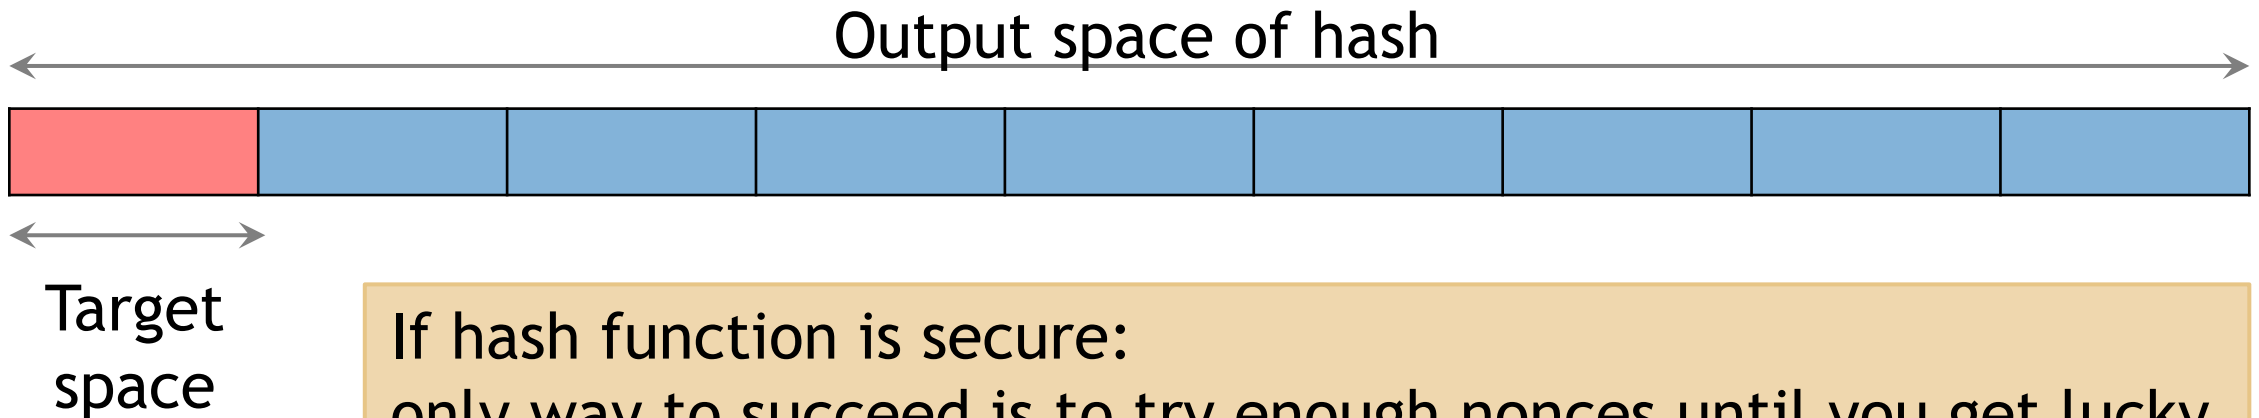 Output space of hash
Target
space
If hash function is secure:
only way to succeed is to try enough nonces until you get lucky